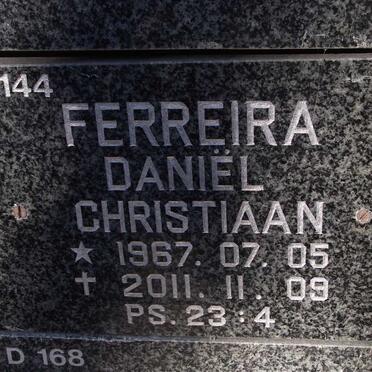 144
FERREIRA
DANIËL
CHRISTIAAN
★ 1967. 07. 05
✝ 2011. 11. 09
PS. 23 : 4
D 168